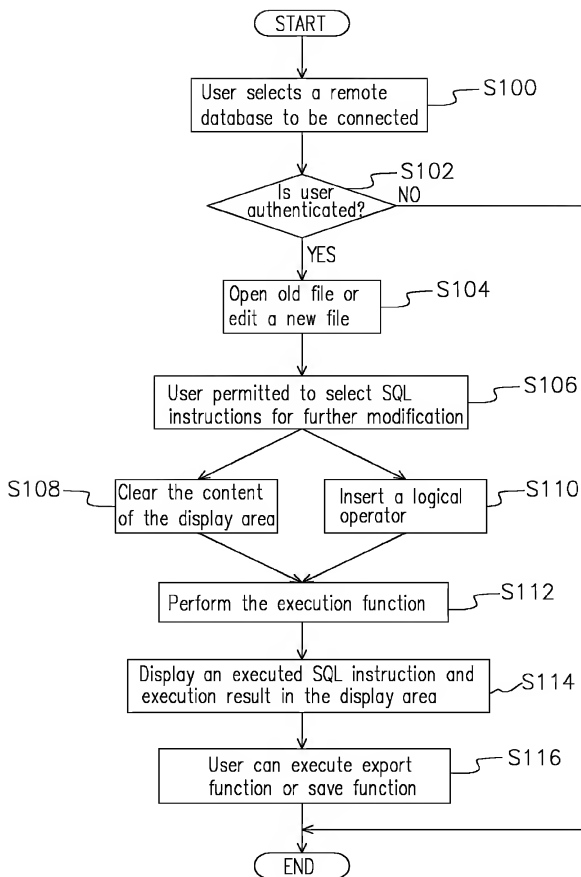 START
User selects a remote
database to be connected
S100
S102
Is user
authenticated?
NO
YES
Open old file or
edit a new file
S104
User permitted to select SQL
instructions for further modification
S106
S108
Clear the content
of the display area
Insert a logical
operator
S110
Perform the execution function
S112
Display an executed SQL instruction and
execution result in the display area
S114
User can execute export
function or save function
S116
END